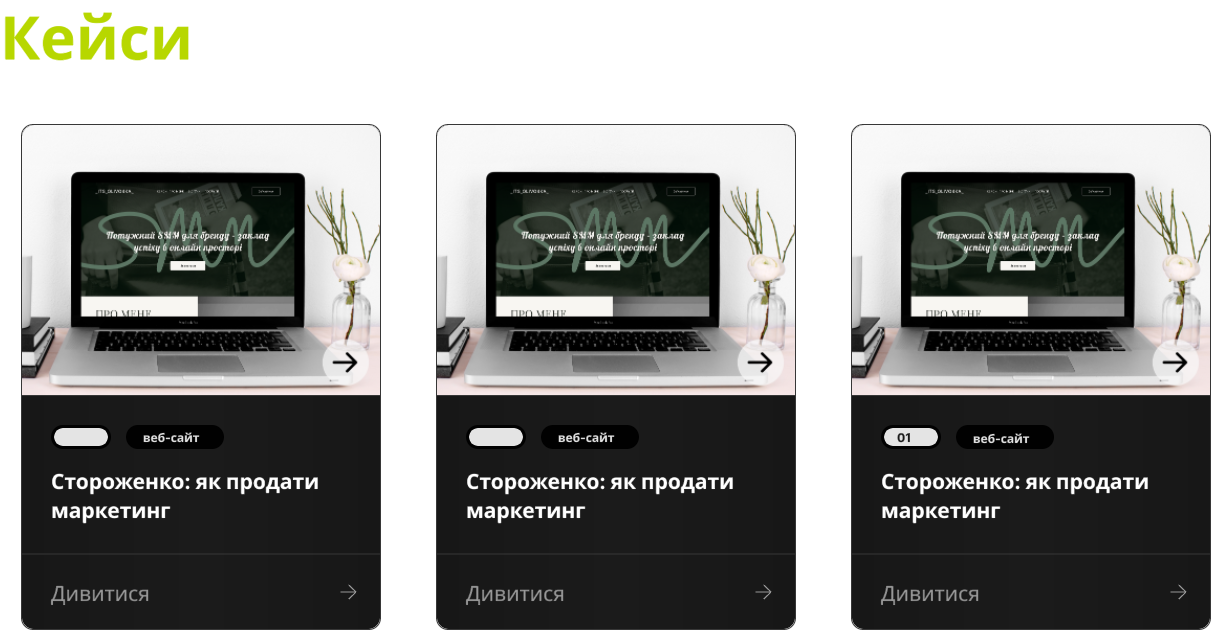 Кейси
Потужний SMM для бренду - заклад
успіху в онлайн просторі
ПРО МЕНЕ
веб-сайт
Стороженко: як продати
маркетинг
Дивитися
Потужний SMM для бренду - заклад
успіху в онлайн просторі
ПРО МЕНЕ
веб-сайт
Стороженко: як продати
маркетинг
Дивитися
Потужний SMM для бренду - заклад
успіху в онлайн просторі
ПРО МЕНЕ
01
веб-сайт
Стороженко: як продати
маркетинг
Дивитися